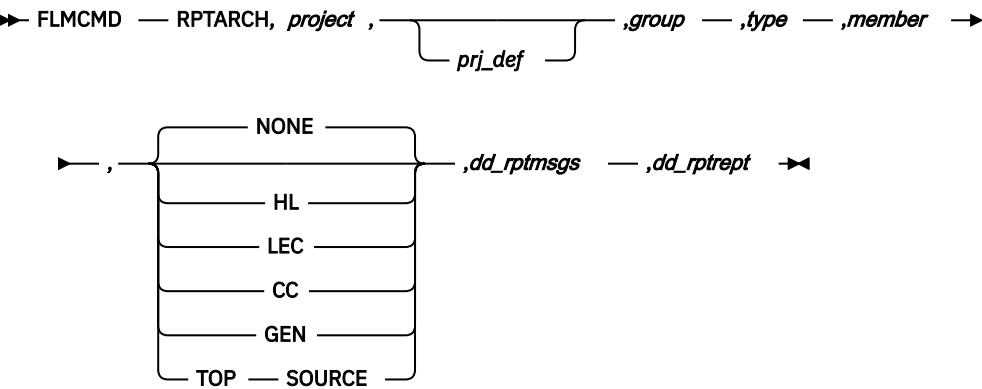 FLMCMD RPTARCH, project , ,group ,type ,member
prj_def
NONE
, ,dd_rptmsgs ,dd_rptrept
HL
LEC
CC
GEN
TOP SOURCE